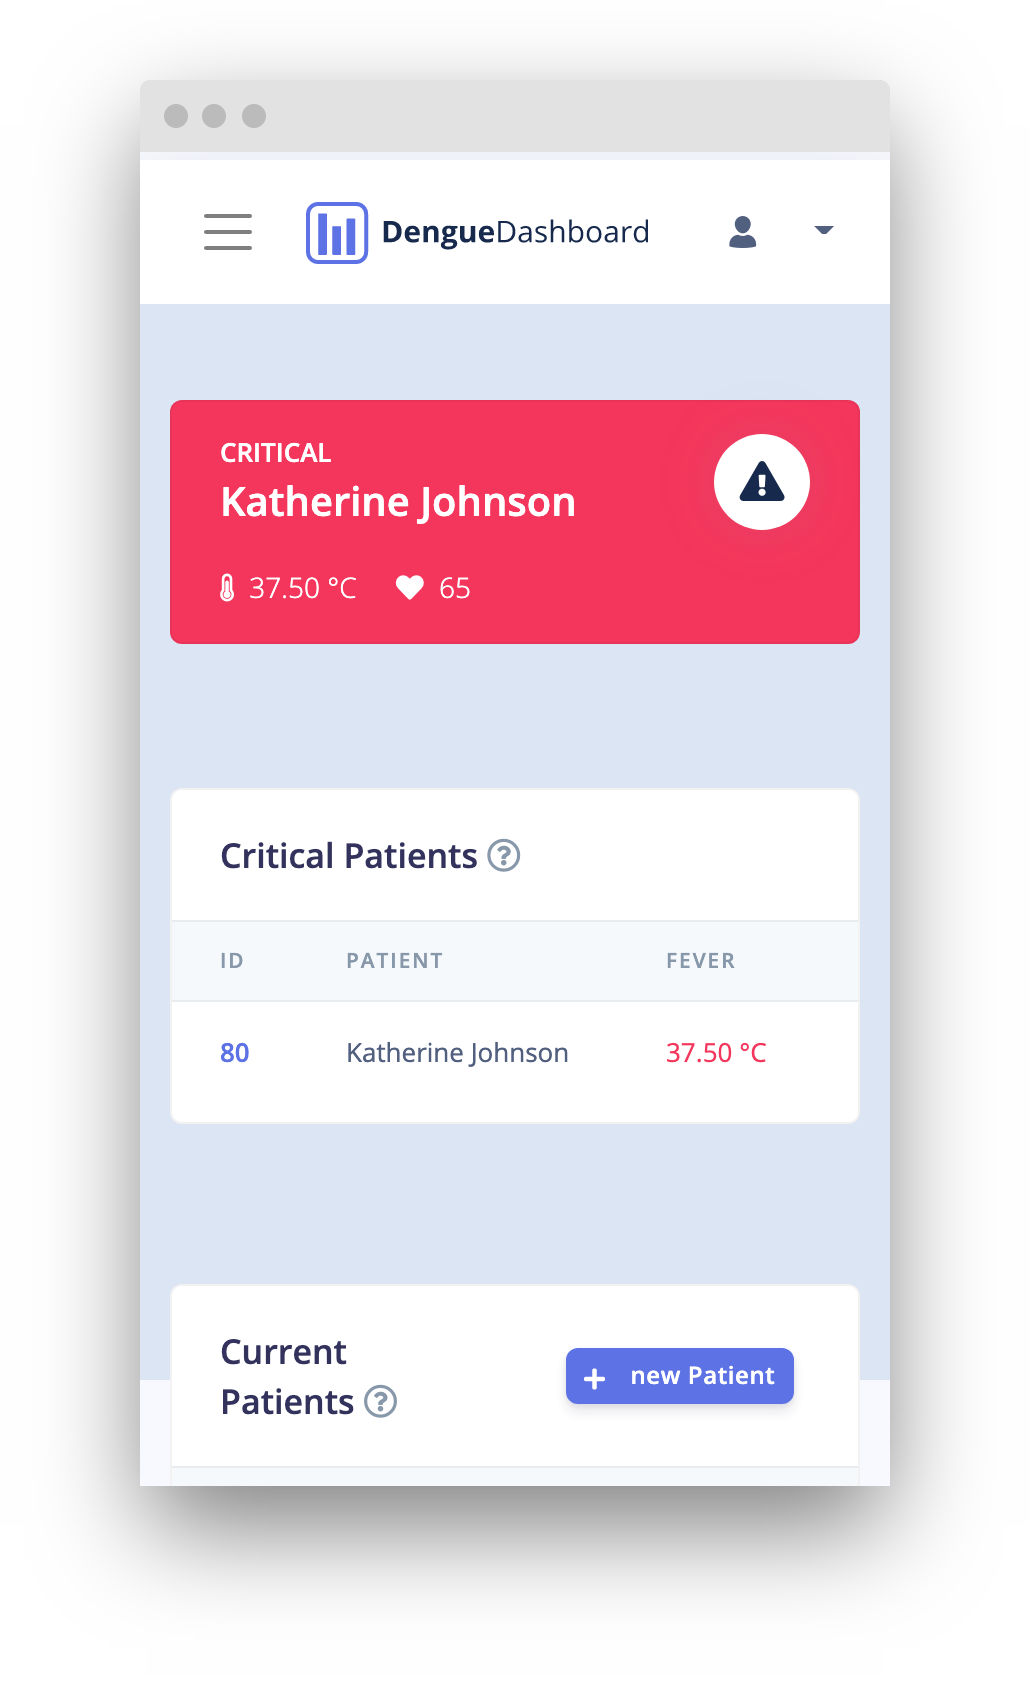 DengueDashboard
CRITICAL
Katherine Johnson
37.50 °C 65
Critical Patients ?
ID PATIENT FEVER
80 Katherine Johnson 37.50 °C
Current
Patients ?
+ new Patient